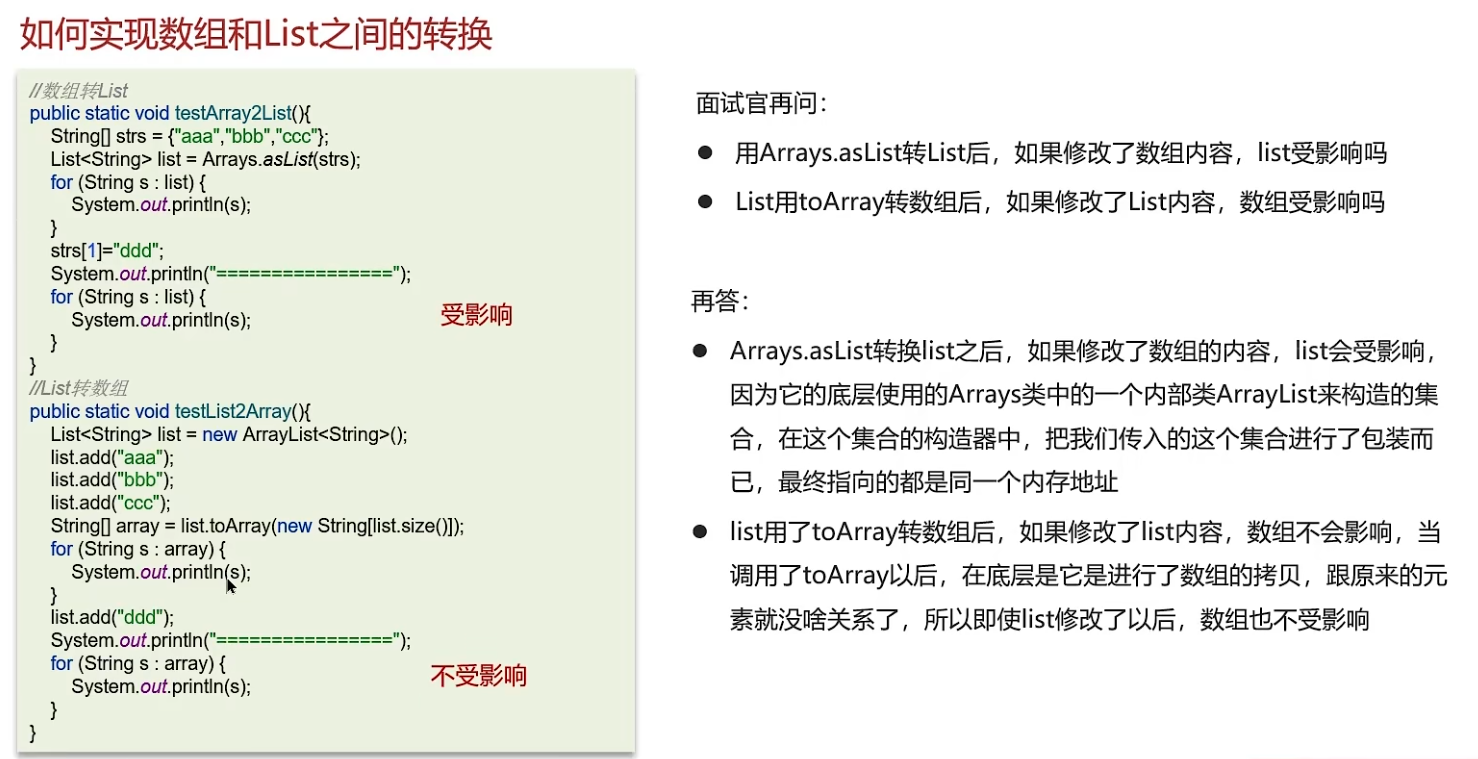 如何实现数组和List之间的转换
//数组转List
public static void testArray2List(){
String[] strs = {"aaa","bbb","ccc"};
List<String> list = Arrays.asList(strs);
for (String s : list) {
System.out.println(s);
}
strs[1]="ddd";
System.out.println("================");
for (String s : list) {
System.out.println(s);
}
}
受影响
//List转数组
public static void testList2Array(){
List<String> list = new ArrayList<String>();
list.add("aaa");
list.add("bbb");
list.add("ccc");
String[] array = list.toArray(new String[list.size()]);
for (String s : array) {
System.out.println(s);
}
list.add("ddd");
System.out.println("================");
for (String s : array) {
System.out.println(s);
}
}
不受影响
面试官再问：
● 用Arrays.asList转List后，如果修改了数组内容，list受影响吗
● List用toArray转数组后，如果修改了List内容，数组受影响吗
再答：
● Arrays.asList转换list之后，如果修改了数组的内容，list会受影响，
因为它的底层使用的Arrays类中的一个内部类ArrayList来构造的集
合，在这个集合的构造器中，把我们传入的这个集合进行了包装而
已，最终指向的都是同一个内存地址
● list用了toArray转数组后，如果修改了list内容，数组不会影响，当
调用了toArray以后，在底层是它是进行了数组的拷贝，跟原来的元
素就没啥关系了，所以即使list修改了以后，数组也不受影响